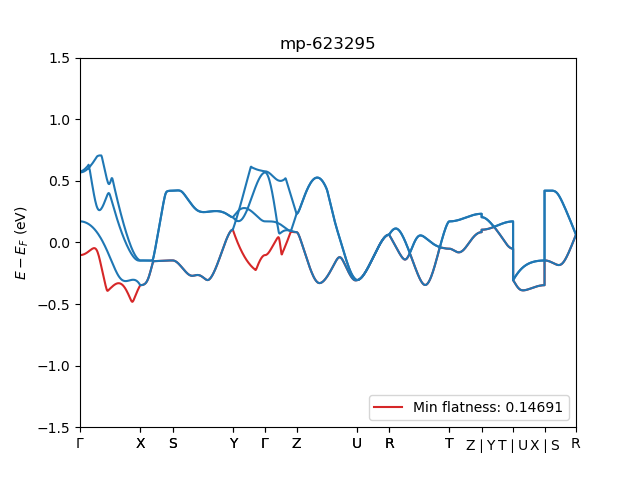 mp-623295
1.5
1.0
0.5
0.0
−0.5
−1.0
−1.5
E − E_F (eV)
Min flatness: 0.14691
Γ X S Y Γ Z U R T Z | Y T | U X | S R